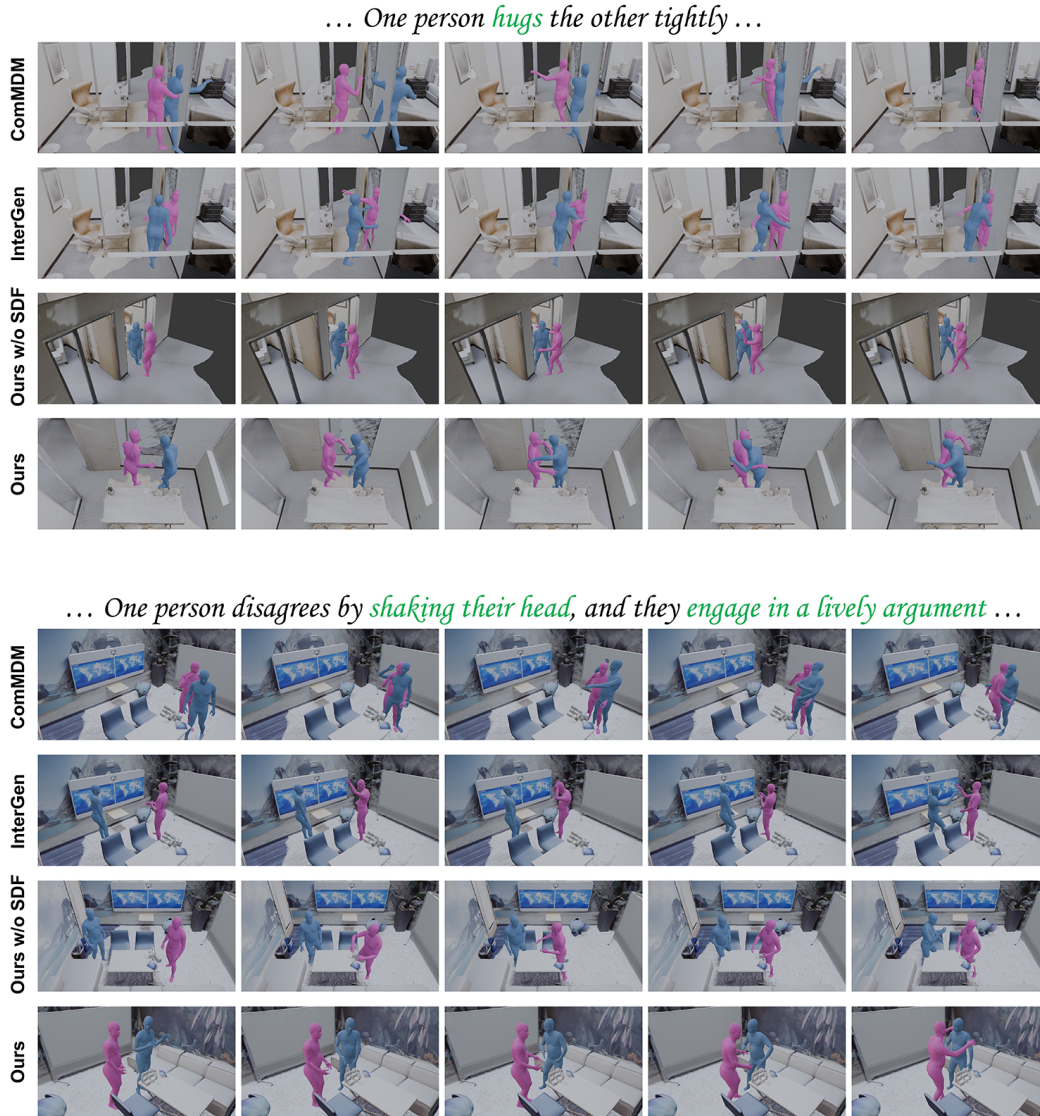 ... One person hugs the other tightly ...
ComMDM
InterGen
Ours w/o SDF
Ours
... One person disagrees by shaking their head, and they engage in a lively argument ...
ComMDM
InterGen
Ours w/o SDF
Ours